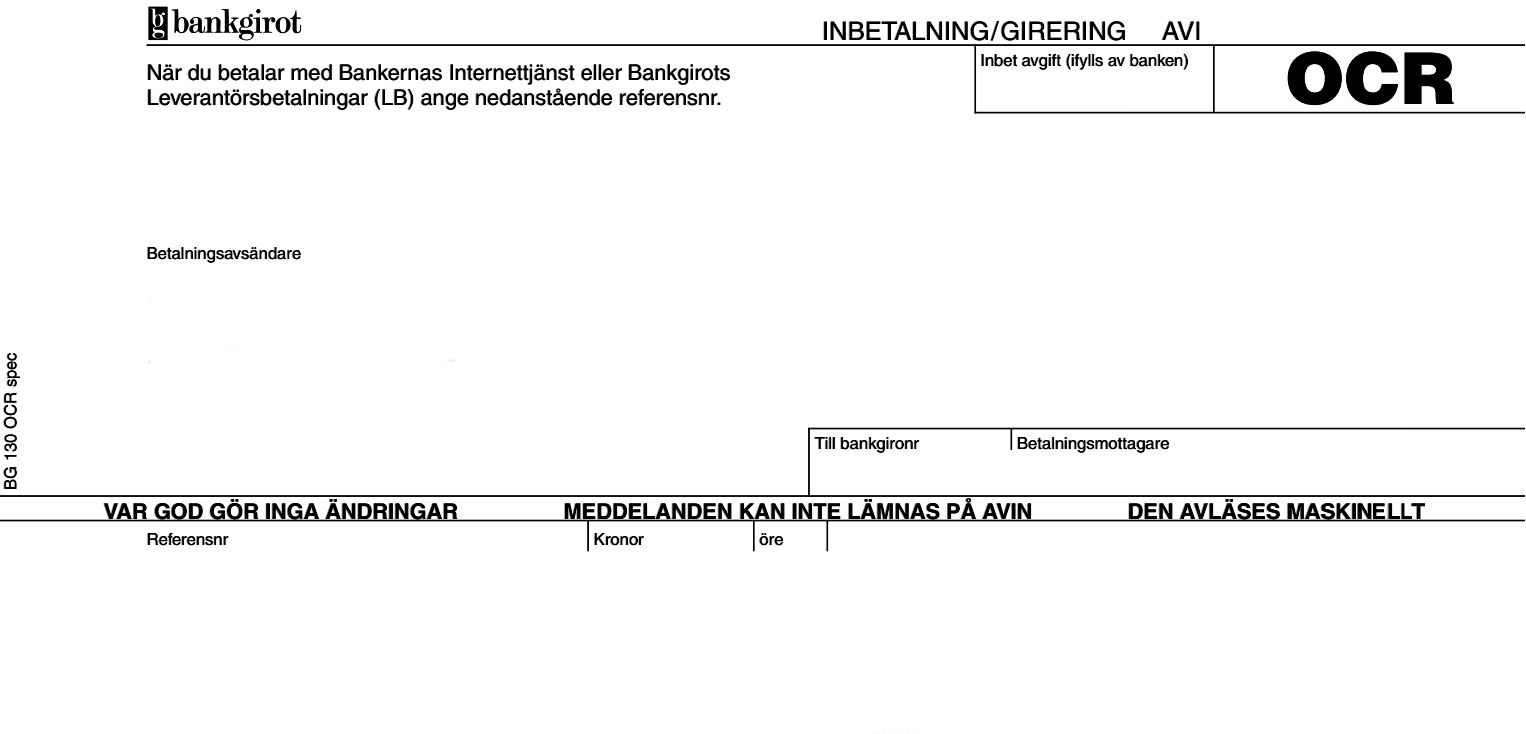 bg bankgirot
INBETALNING/GIRERING AVI
När du betalar med Bankernas Internettjänst eller Bankgirots
Leverantörsbetalningar (LB) ange nedanstående referensnr.
Inbet avgift (ifylls av banken)
OCR
Betalningsavsändare
BG 130 OCR spec
Till bankgironr
Betalningsmottagare
VAR GOD GÖR INGA ÄNDRINGAR MEDDELANDEN KAN INTE LÄMNAS PÅ AVIN DEN AVLÄSES MASKINELLT
Referensnr Kronor öre